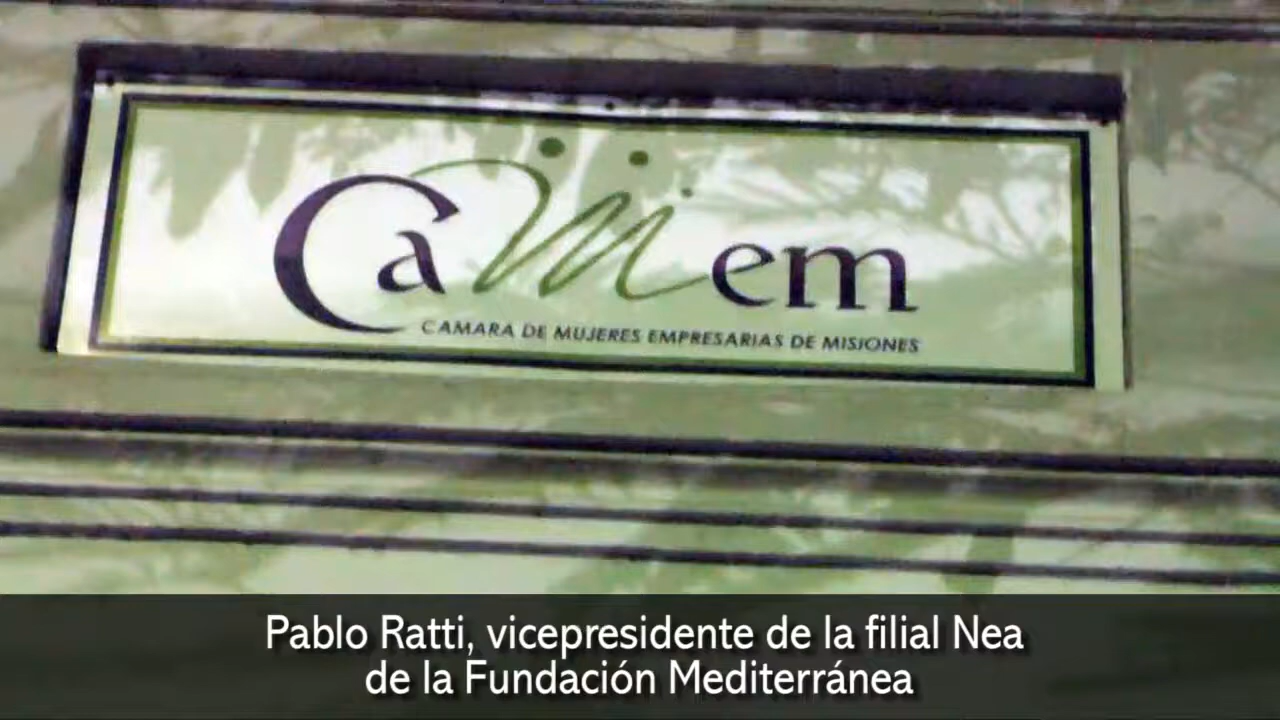 CaMem
CAMARA DE MUJERES EMPRESARIAS DE MISIONES
Pablo Ratti, vicepresidente de la filial Nea
de la Fundación Mediterránea